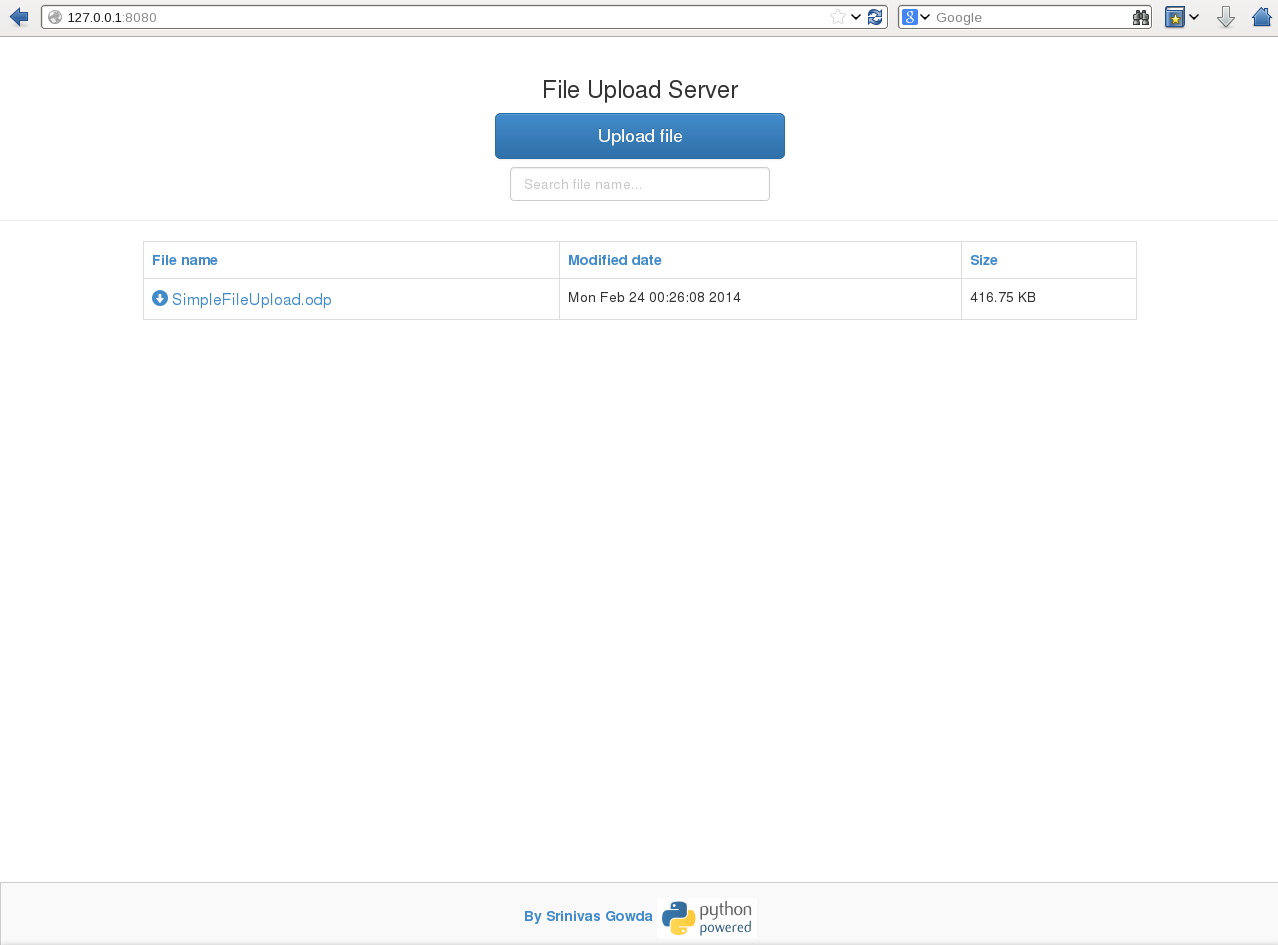 127.0.0.1:8080
Google
File Upload Server
Upload file
Search file name...
File name Modified date Size
SimpleFileUpload.odp Mon Feb 24 00:26:08 2014 416.75 KB
By Srinivas Gowda python powered